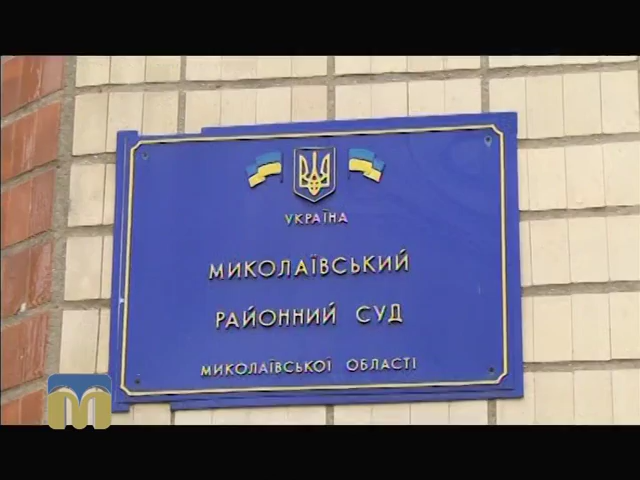 УКРАЇНА
МИКОЛАЇВСЬКИЙ
РАЙОННИЙ СУД
МИКОЛАЇВСЬКОЇ ОБЛАСТІ
М